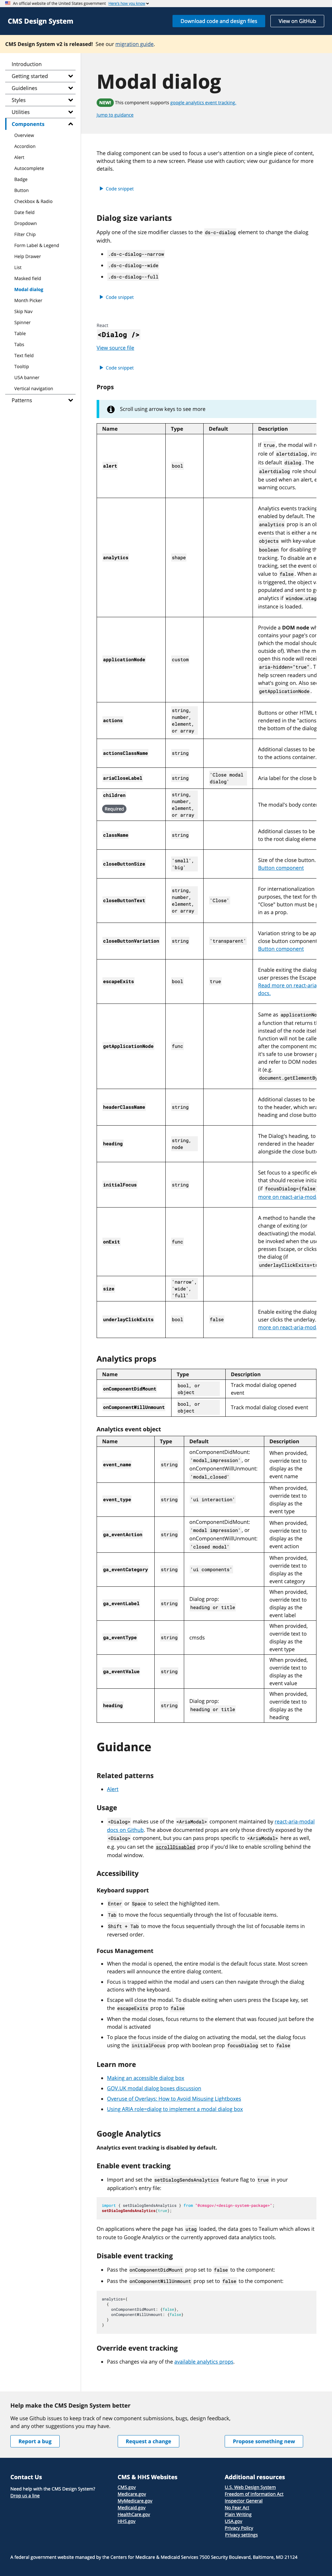 An official website of the United States government Here's how you know
CMS Design System
Download code and design files
View on GitHub
CMS Design System v2 is released! See our migration guide.
Introduction
Getting started
Guidelines
Styles
Utilities
Components
Overview
Accordion
Alert
Autocomplete
Badge
Button
Checkbox & Radio
Date field
Dropdown
Filter Chip
Form Label & Legend
Help Drawer
Icons
List
Masked field
Modal dialog
Month Picker
Skip Nav
Spinner
Table
Tabs
Text field
Tooltip
USA banner
Vertical navigation
Patterns
Modal dialog
NEW! This component supports google analytics event tracking.
Jump to guidance
The dialog component can be used to focus a user's attention on a single piece of content, without taking them to a new screen. Please use with caution; view our guidance for more details.
Code snippet
Dialog size variants
Apply one of the size modifier classes to the ds-c-dialog element to change the dialog width.
.ds-c-dialog--narrow
.ds-c-dialog--wide
.ds-c-dialog--full
Code snippet
React
<Dialog />
View source file
Code snippet
Props
Scroll using arrow keys to see more
Name Type Default Description
alert bool
If true, the modal will re
role of alertdialog, ins
its default dialog. The
alertdialog role shoul
be used when an alert, e
warning occurs.
analytics shape
Analytics events tracking
enabled by default. The
analytics prop is an ob
events that is either a ne
objects with key-value
boolean for disabling th
tracking. To disable an e
tracking, set the event ob
value to false. When a
is triggered, the object va
populated and sent to g
analytics if window.utag
instance is loaded.
applicationNode custom
Provide a DOM node wh
contains your page's con
(which the modal should
outside of). When the m
open this node will recei
aria-hidden="true". T
help screen readers und
what's going on. Also se
getApplicationNode.
actions string, number, element, or array
Buttons or other HTML t
rendered in the "actions
the bottom of the dialog
actionsClassName string
Additional classes to be
to the actions container.
ariaCloseLabel string 'Close modal dialog'
Aria label for the close b
children Required string, number, element, or array
The modal's body conte
className string
Additional classes to be
to the root dialog eleme
closeButtonSize 'small', 'big'
Size of the close button.
Button component
closeButtonText string, number, element, or array 'Close'
For internationalization
purposes, the text for th
"Close" button must be p
in as a prop.
closeButtonVariation string 'transparent'
Variation string to be ap
close button component
Button component
escapeExits bool true
Enable exiting the dialog
user presses the Escape
Read more on react-aria
docs.
getApplicationNode func
Same as applicationNo
a function that returns th
instead of the node itsel
function will not be calle
after the component mo
it's safe to use browser g
and refer to DOM nodes
it (e.g.
document.getElementBy
headerClassName string
Additional classes to be
to the header, which wra
heading and close butto
heading string, node
The Dialog's heading, to
rendered in the header
alongside the close butt
initialFocus string
Set focus to a specific ele
that should receive initia
(if focusDialog={false
more on react-aria-mod
onExit func
A method to handle the
change of exiting (or
deactivating) the modal.
be invoked when the use
presses Escape, or clicks
the dialog (if
underlayClickExits=tr
size 'narrow', 'wide', 'full'
underlayClickExits bool false
Enable exiting the dialog
user clicks the underlay.
more on react-aria-mod
Analytics props
Name Type Description
onComponentDidMount bool, or object Track modal dialog opened event
onComponentWillUnmount bool, or object Track modal dialog closed event
Analytics event object
Name Type Default Description
event_name string onComponentDidMount: 'modal_impression', or onComponentWillUnmount: 'modal_closed' When provided, override text to display as the event name
event_type string 'ui interaction' When provided, override text to display as the event type
ga_eventAction string onComponentDidMount: 'modal impression', or onComponentWillUnmount: 'closed modal' When provided, override text to display as the event action
ga_eventCategory string 'ui components' When provided, override text to display as the event category
ga_eventLabel string Dialog prop: heading or title When provided, override text to display as the event label
ga_eventType string cmsds When provided, override text to display as the event type
ga_eventValue string When provided, override text to display as the event value
heading string Dialog prop: heading or title When provided, override text to display as the heading
Guidance
Related patterns
Alert
Usage
<Dialog> makes use of the <AriaModal> component maintained by react-aria-modal docs on Github. The above documented props are only those directly exposed by the <Dialog> component, but you can pass props specific to <AriaModal> here as well, e.g. you can set the scrollDisabled prop if you'd like to enable scrolling behind the modal window.
Accessibility
Keyboard support
Enter or Space to select the highlighted item.
Tab to move the focus sequentially through the list of focusable items.
Shift + Tab to move the focus sequentially through the list of focusable items in reversed order.
Focus Management
When the modal is opened, the entire modal is the default focus state. Most screen readers will announce the entire dialog content.
Focus is trapped within the modal and users can then navigate through the dialog actions with the keyboard.
Escape will close the modal. To disable exiting when users press the Escape key, set the escapeExits prop to false
When the modal closes, focus returns to the element that was focused just before the modal is activated
To place the focus inside of the dialog on activating the modal, set the dialog focus using the initialFocus prop with boolean prop focusDialog set to false
Learn more
Making an accessible dialog box
GOV.UK modal dialog boxes discussion
Overuse of Overlays: How to Avoid Misusing Lightboxes
Using ARIA role=dialog to implement a modal dialog box
Google Analytics
Analytics event tracking is disabled by default.
Enable event tracking
Import and set the setDialogSendsAnalytics feature flag to true in your application's entry file:
import { setDialogSendsAnalytics } from "@cmsgov/<design-system-package>";
setDialogSendsAnalytics(true);
On applications where the page has utag loaded, the data goes to Tealium which allows it to route to Google Analytics or the currently approved data analytics tools.
Disable event tracking
Pass the onComponentDidMount prop set to false to the component:
Pass the onComponentWillUnmount prop set to false to the component:
analytics={
{
onComponentDidMount: {false},
onComponentWillUnmount: {false}
}
}
Override event tracking
Pass changes via any of the available analytics props.
Help make the CMS Design System better
We use Github issues to keep track of new component submissions, bugs, design feedback, and any other suggestions you may have.
Report a bug
Request a change
Propose something new
Contact Us
Need help with the CMS Design System?
Drop us a line
CMS & HHS Websites
CMS.gov
Medicare.gov
MyMedicare.gov
Medicaid.gov
HealthCare.gov
HHS.gov
Additional resources
U.S. Web Design System
Freedom of Information Act
Inspector General
No Fear Act
Plain Writing
USA.gov
Privacy Policy
Privacy settings
A federal government website managed by the Centers for Medicare & Medicaid Services 7500 Security Boulevard, Baltimore, MD 21124